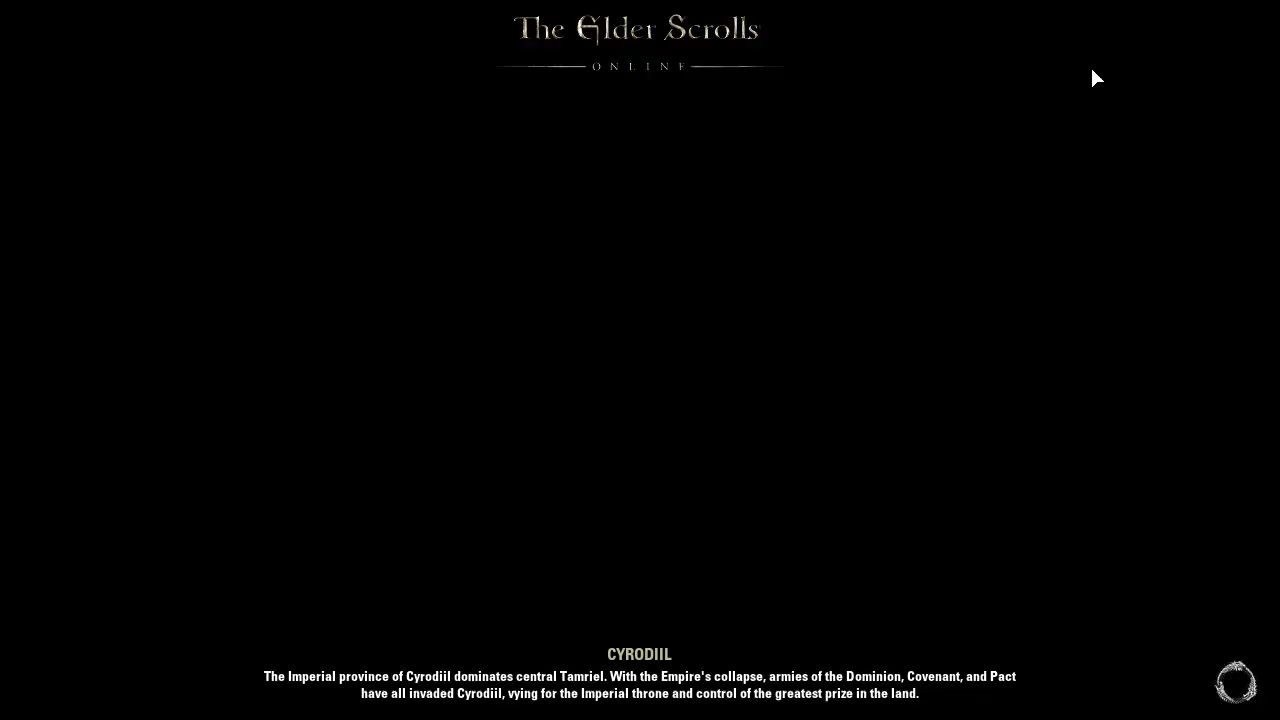 The Elder Scrolls
ONLINE
CYRODIIL
The Imperial province of Cyrodiil dominates central Tamriel. With the Empire's collapse, armies of the Dominion, Covenant, and Pact
have all invaded Cyrodiil, vying for the Imperial throne and control of the greatest prize in the land.